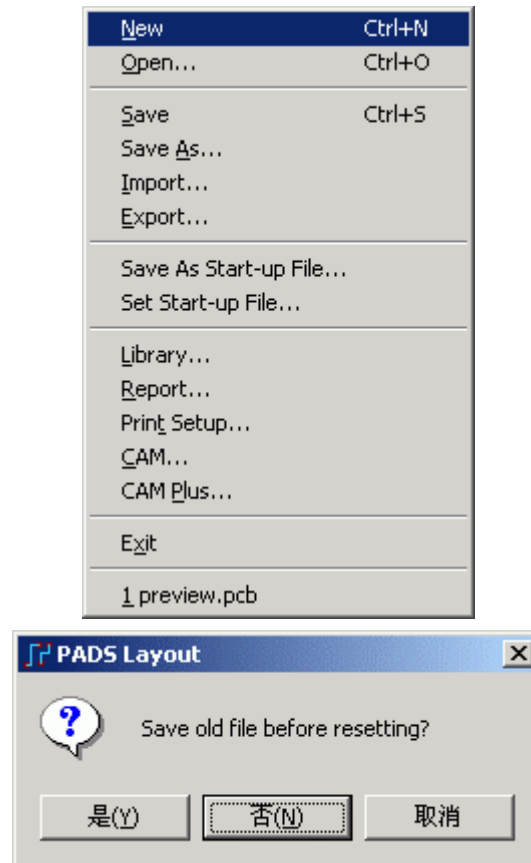 New Ctrl+N
Open... Ctrl+O
Save Ctrl+S
Save As...
Import...
Export...
Save As Start-up File...
Set Start-up File...
Library...
Report...
Print Setup...
CAM...
CAM Plus...
Exit
1 preview.pcb
PADS Layout
Save old file before resetting?
是(Y) 否(N) 取消